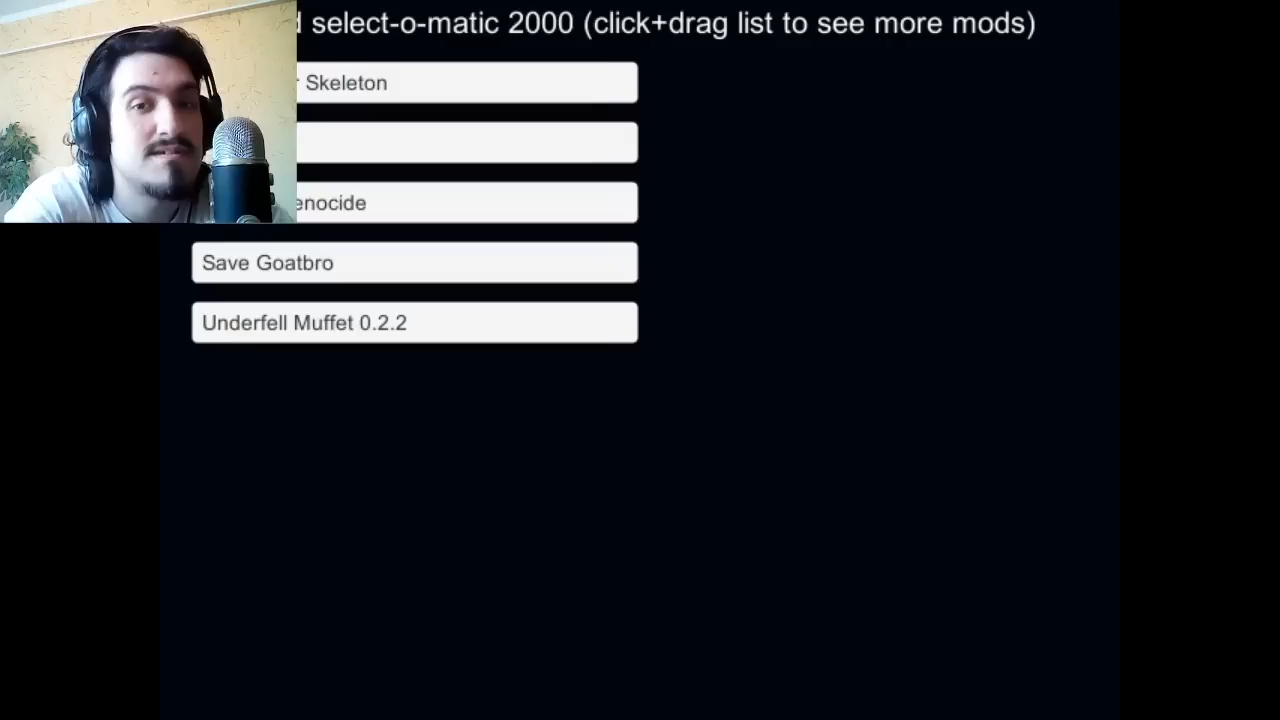 select-o-matic 2000 (click+drag list to see more mods)
Skeleton
enocide
Save Goatbro
Underfell Muffet 0.2.2